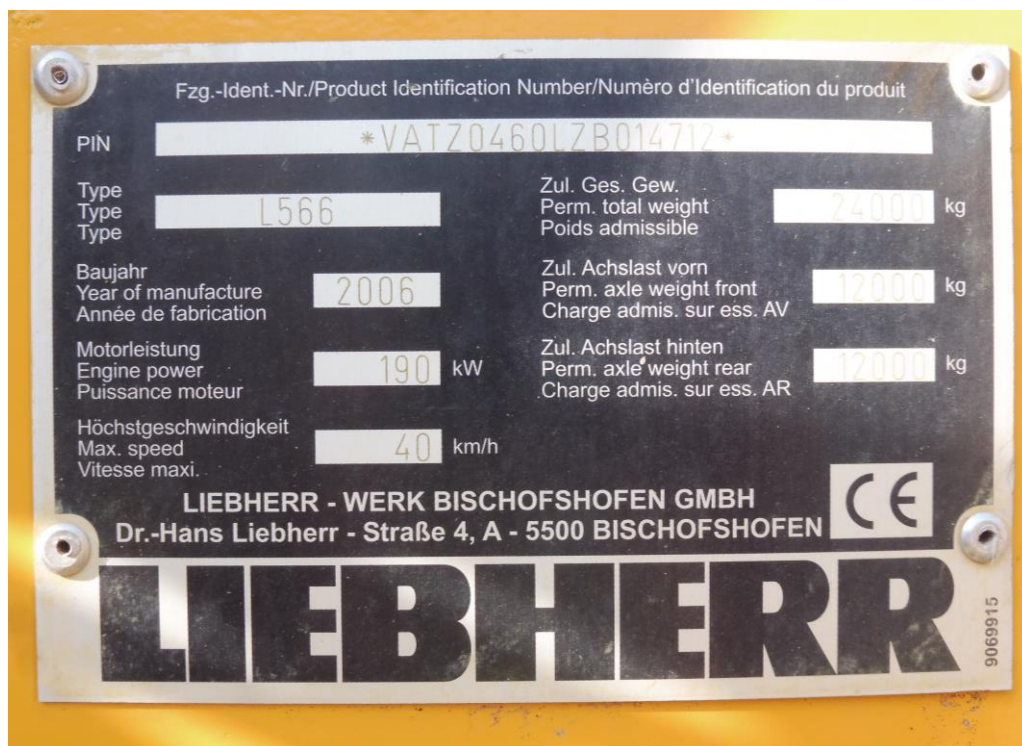 Fzg.-Ident.-Nr./Product Identification Number/Numèro d'Identification du produit
PIN *VATZ0460LZB014712*
Type
Type
Type L566
Baujahr
Year of manufacture 2006
Année de fabrication
Motorleistung
Engine power 190 kW
Puissance moteur
Höchstgeschwindigkeit
Max. speed 40 km/h
Vitesse maxi.
Zul. Ges. Gew.
Perm. total weight 24000 kg
Poids admissible
Zul. Achslast vorn
Perm. axle weight front 12000 kg
Charge admis. sur ess. AV
Zul. Achslast hinten
Perm. axle weight rear 12000 kg
Charge admis. sur ess. AR
LIEBHERR - WERK BISCHOFSHOFEN GMBH
Dr.-Hans Liebherr - Straße 4, A - 5500 BISCHOFSHOFEN
CE
LIEBHERR
9069915